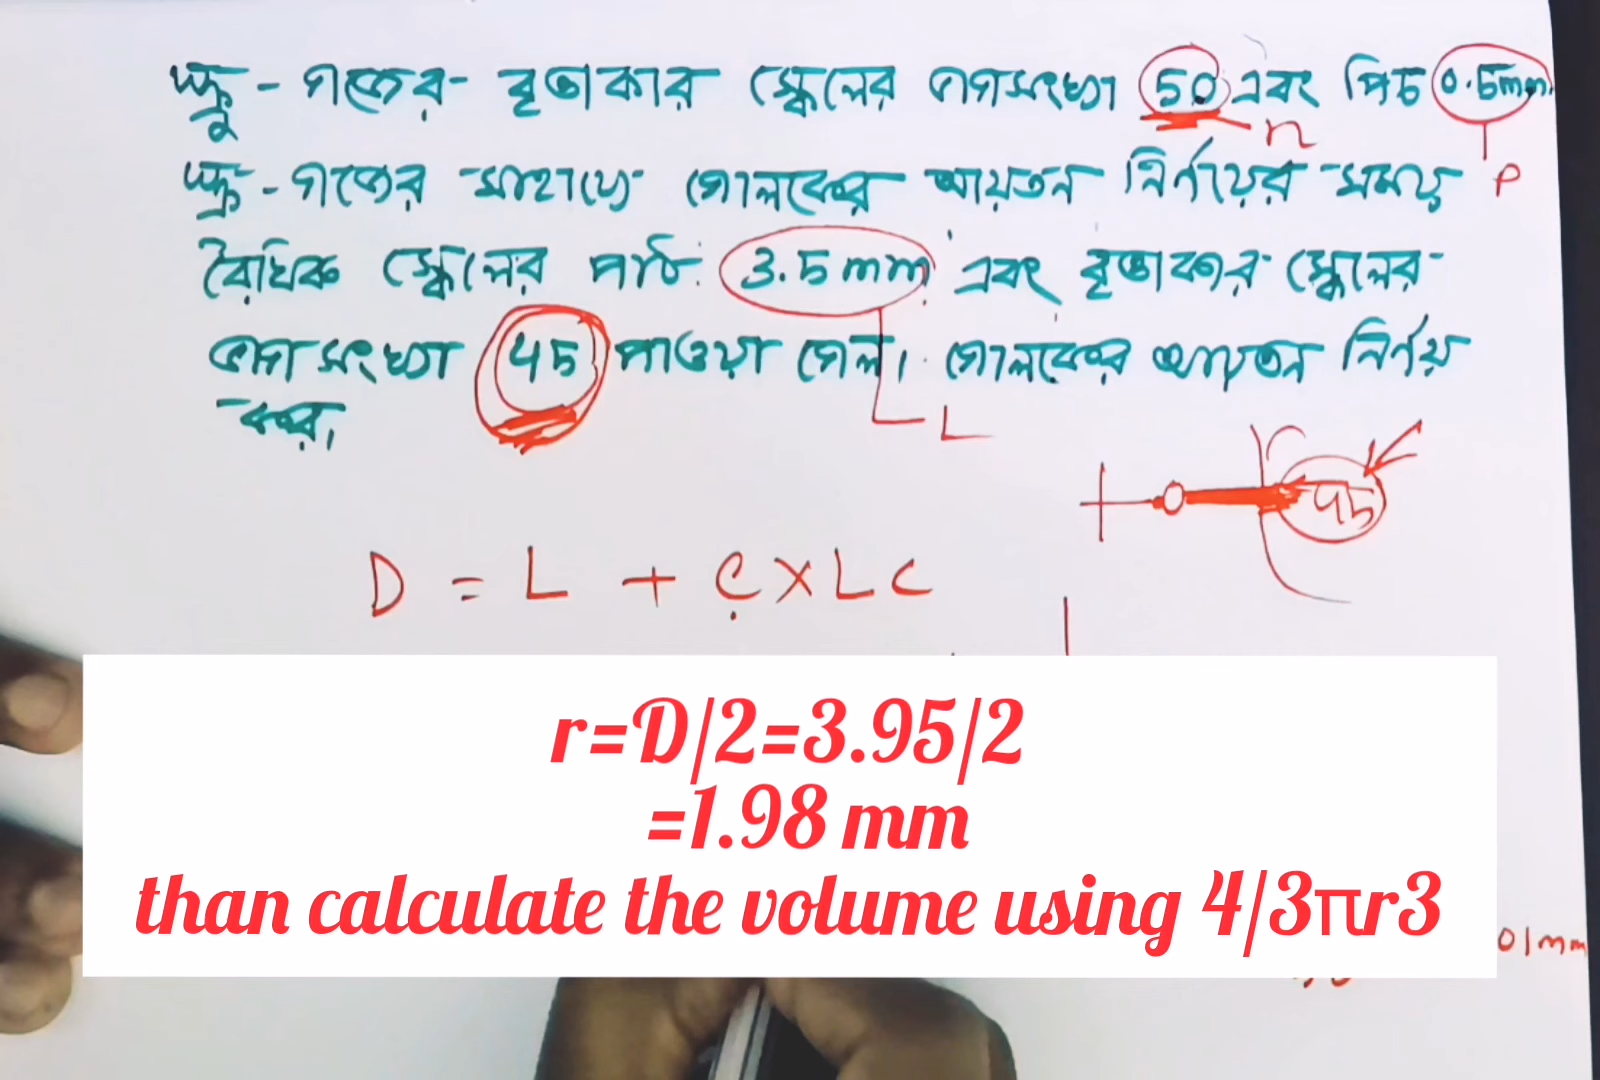 স্ক্রু - গজের বৃত্তাকার স্কেলের ভাগসংখ্যা 50 এবং পিচ 0.5mm
n
স্ক্রু - গজের সাহায্যে গোলকের আয়তন নির্ণয়ের সময়
P
রৈখিক স্কেলের পাঠ 3.5 mm এবং বৃত্তাকার স্কেলের
ভাগ সংখ্যা 45 পাওয়া গেল। গোলকের আয়তন নির্ণয়
L
কর।
45
D = L + C × L C
r=D/2=3.95/2
=1.98 mm
than calculate the volume using 4/3πr3
01mm